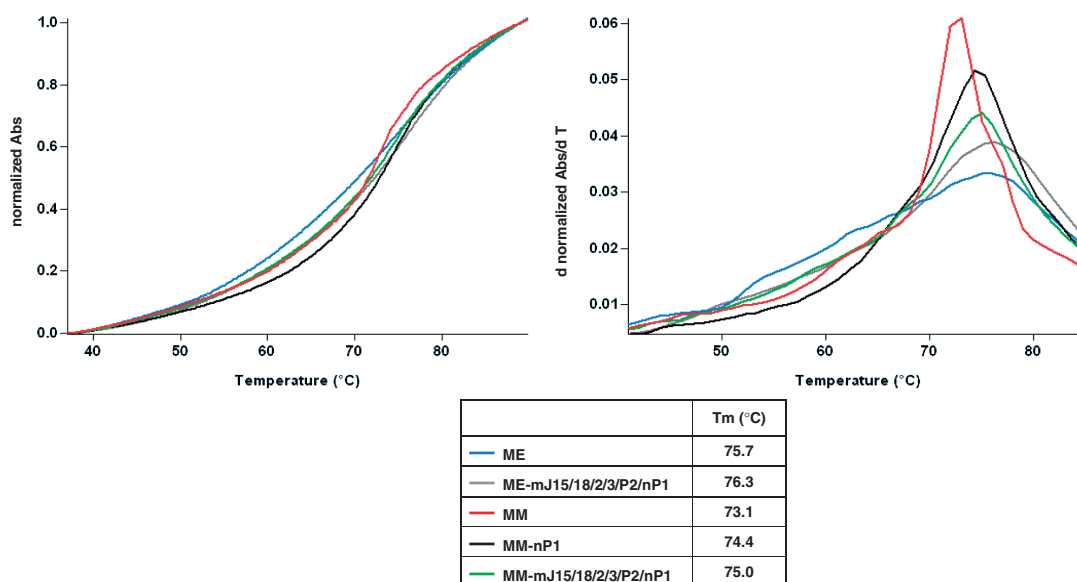 1.0
0.8
0.6
0.4
0.2
0.0
normalized Abs
40 50 60 70 80
Temperature (°C)
0.06
0.05
0.04
0.03
0.02
0.01
d normalized Abs/d T
50 60 70 80
Temperature (°C)
Tm (°C)
ME 75.7
ME-mJ15/18/2/3/P2/nP1 76.3
MM 73.1
MM-nP1 74.4
MM-mJ15/18/2/3/P2/nP1 75.0